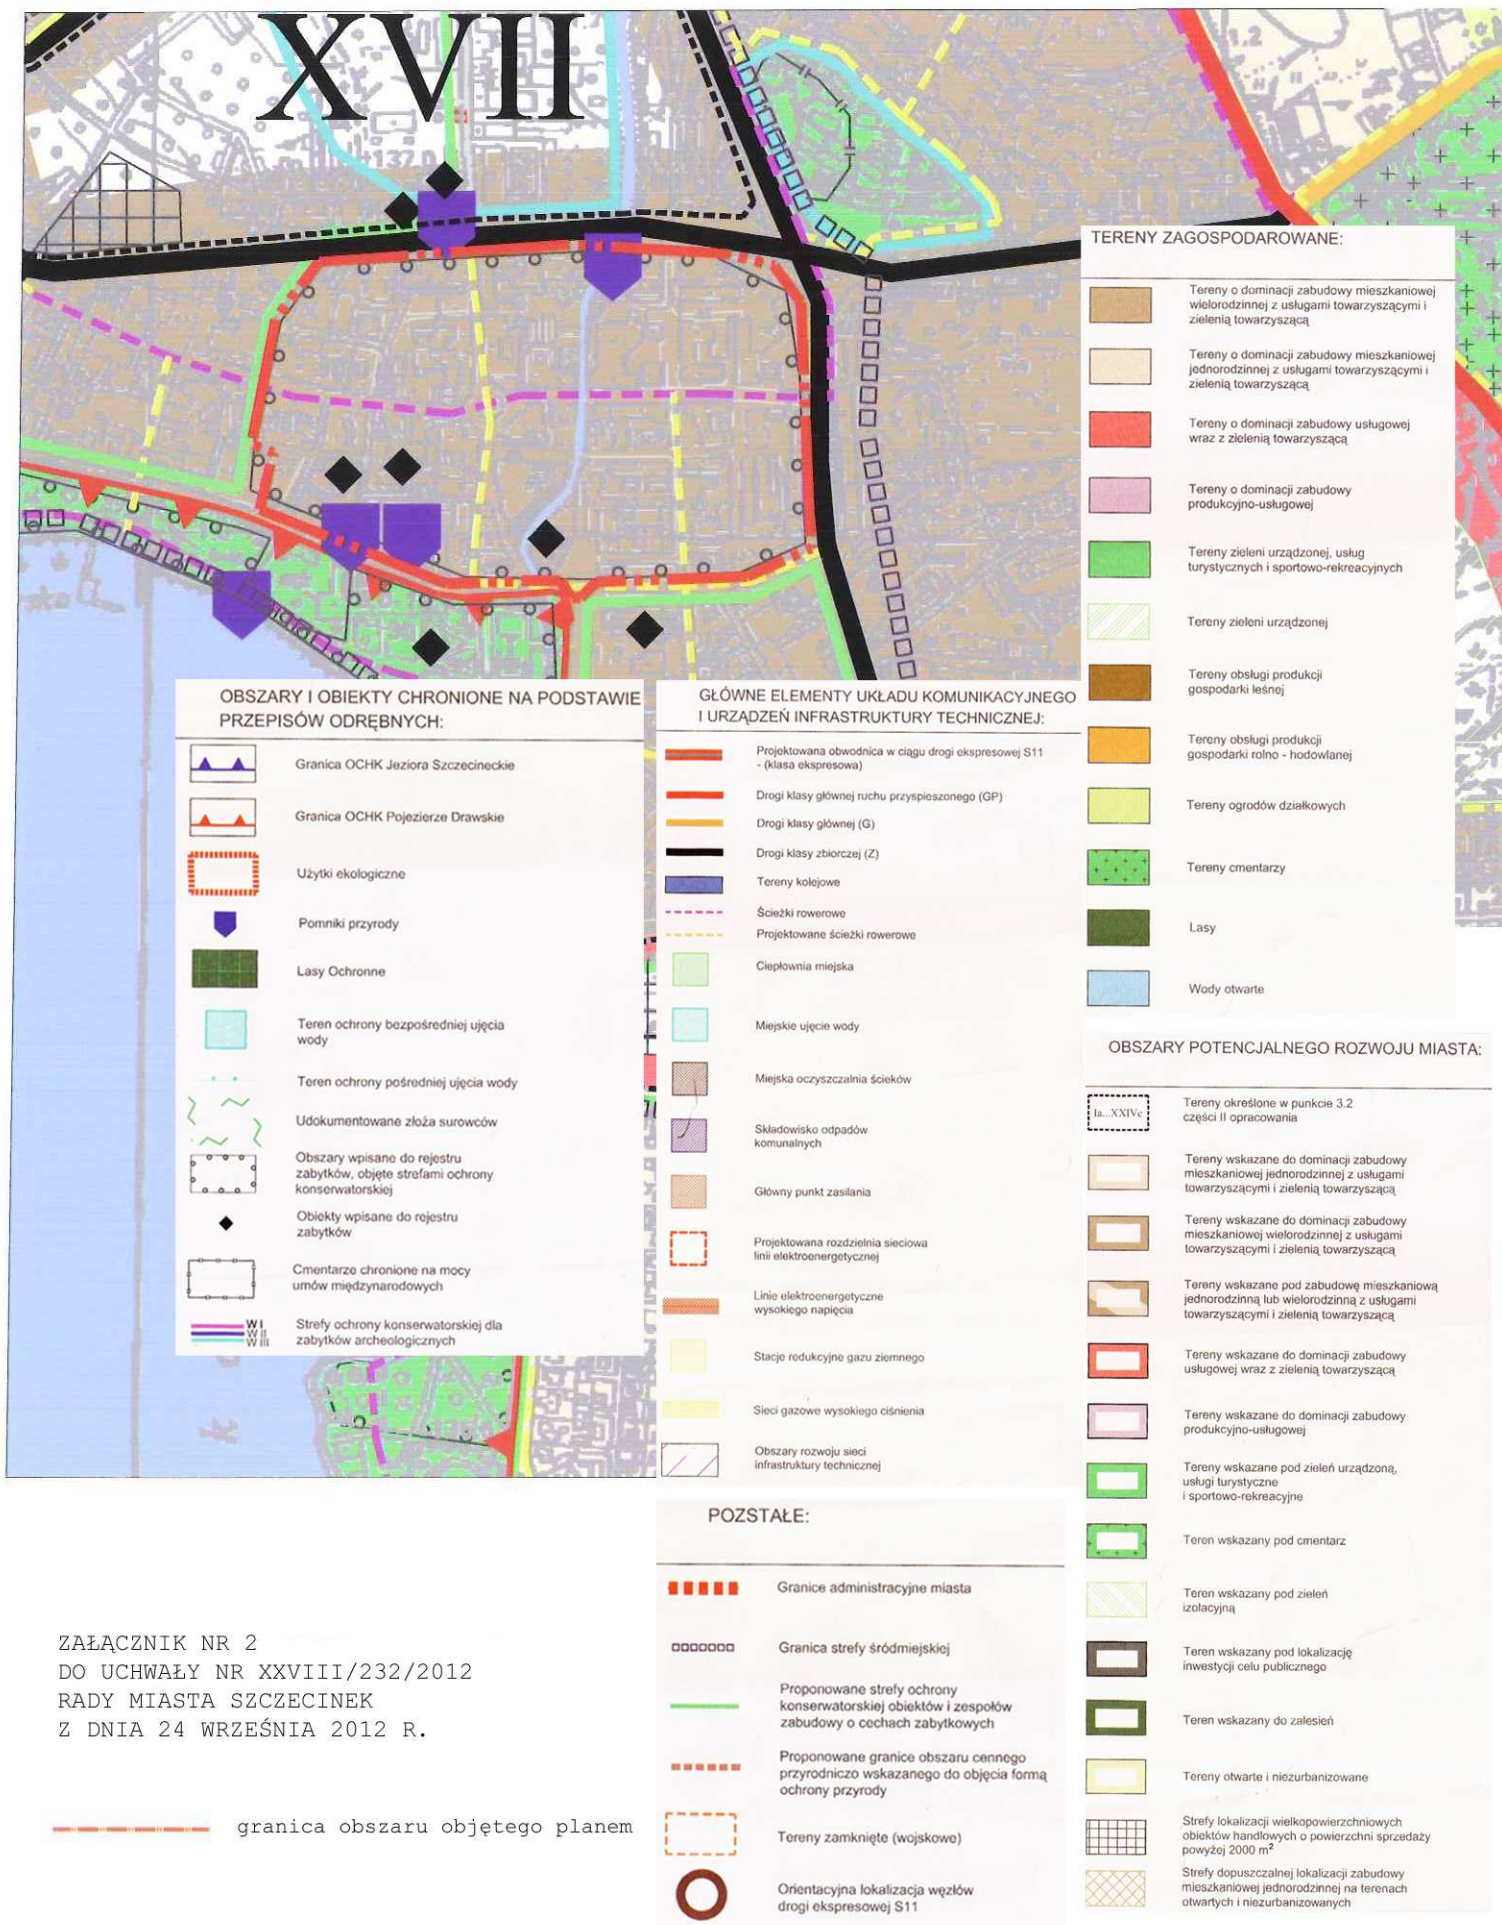 XVII
1,2
137,0
TERENY ZAGOSPODAROWANE:
Tereny o dominacji zabudowy mieszkaniowej
wielorodzinnej z usługami towarzyszącymi i
zielenią towarzyszącą
Tereny o dominacji zabudowy mieszkaniowej
jednorodzinnej z usługami towarzyszącymi i
zielenią towarzyszącą
Tereny o dominacji zabudowy usługowej
wraz z zielenią towarzyszącą
Tereny o dominacji zabudowy
produkcyjno-usługowej
Tereny zieleni urządzonej, usług
turystycznych i sportowo-rekreacyjnych
Tereny zieleni urządzonej
Tereny obsługi produkcji
gospodarki leśnej
Tereny obsługi produkcji
gospodarki rolno - hodowlanej
Tereny ogrodów działkowych
Tereny cmentarzy
Lasy
Wody otwarte
OBSZARY I OBIEKTY CHRONIONE NA PODSTAWIE
PRZEPISÓW ODRĘBNYCH:
Granica OCHK Jeziora Szczecineckie
Granica OCHK Pojezierze Drawskie
Użytki ekologiczne
Pomniki przyrody
Lasy Ochronne
Teren ochrony bezpośredniej ujęcia
wody
Teren ochrony pośredniej ujęcia wody
Udokumentowane złoża surowców
Obszary wpisane do rejestru
zabytków, objęte strefami ochrony
konserwatorskiej
Obiekty wpisane do rejestru
zabytków
Cmentarze chronione na mocy
umów międzynarodowych
W I
W II
W III
Strefy ochrony konserwatorskiej dla
zabytków archeologicznych
GŁÓWNE ELEMENTY UKŁADU KOMUNIKACYJNEGO
I URZĄDZEŃ INFRASTRUKTURY TECHNICZNEJ:
Projektowana obwodnica w ciągu drogi ekspresowej S11
- (klasa ekspresowa)
Drogi klasy głównej ruchu przyspieszonego (GP)
Drogi klasy głównej (G)
Drogi klasy zbiorczej (Z)
Tereny kolejowe
Ścieżki rowerowe
Projektowane ścieżki rowerowe
Ciepłownia miejska
Miejskie ujęcie wody
Miejska oczyszczalnia ścieków
Składowisko odpadów
komunalnych
Główny punkt zasilania
Projektowana rozdzielnia sieciowa
linii elektroenergetycznej
Linie elektroenergetyczne
wysokiego napięcia
Stacje redukcyjne gazu ziemnego
Sieci gazowe wysokiego ciśnienia
Obszary rozwoju sieci
infrastruktury technicznej
OBSZARY POTENCJALNEGO ROZWOJU MIASTA:
Ia...XXIVc
Tereny określone w punkcie 3.2
części II opracowania
Tereny wskazane do dominacji zabudowy
mieszkaniowej jednorodzinnej z usługami
towarzyszącymi i zielenią towarzyszącą
Tereny wskazane do dominacji zabudowy
mieszkaniowej wielorodzinnej z usługami
towarzyszącymi i zielenią towarzyszącą
Tereny wskazane pod zabudowę mieszkaniową
jednorodzinną lub wielorodzinną z usługami
towarzyszącymi i zielenią towarzyszącą
Tereny wskazane do dominacji zabudowy
usługowej wraz z zielenią towarzyszącą
Tereny wskazane do dominacji zabudowy
produkcyjno-usługowej
Tereny wskazane pod zieleń urządzoną,
usługi turystyczne
i sportowo-rekreacyjne
Teren wskazany pod cmentarz
Teren wskazany pod zieleń
izolacyjną
Teren wskazany pod lokalizację
inwestycji celu publicznego
Teren wskazany do zalesień
Tereny otwarte i niezurbanizowane
Strefy lokalizacji wielkopowierzchniowych
obiektów handlowych o powierzchni sprzedaży
powyżej 2000 m²
Strefy dopuszczalnej lokalizacji zabudowy
mieszkaniowej jednorodzinnej na terenach
otwartych i niezurbanizowanych
POZSTAŁE:
Granice administracyjne miasta
Granica strefy śródmiejskiej
Proponowane strefy ochrony
konserwatorskiej obiektów i zespołów
zabudowy o cechach zabytkowych
Proponowane granice obszaru cennego
przyrodniczo wskazanego do objęcia formą
ochrony przyrody
Tereny zamknięte (wojskowe)
Orientacyjna lokalizacja węzłów
drogi ekspresowej S11
ZAŁĄCZNIK NR 2
DO UCHWAŁY NR XXVIII/232/2012
RADY MIASTA SZCZECINEK
Z DNIA 24 WRZEŚNIA 2012 R.
granica obszaru objętego planem